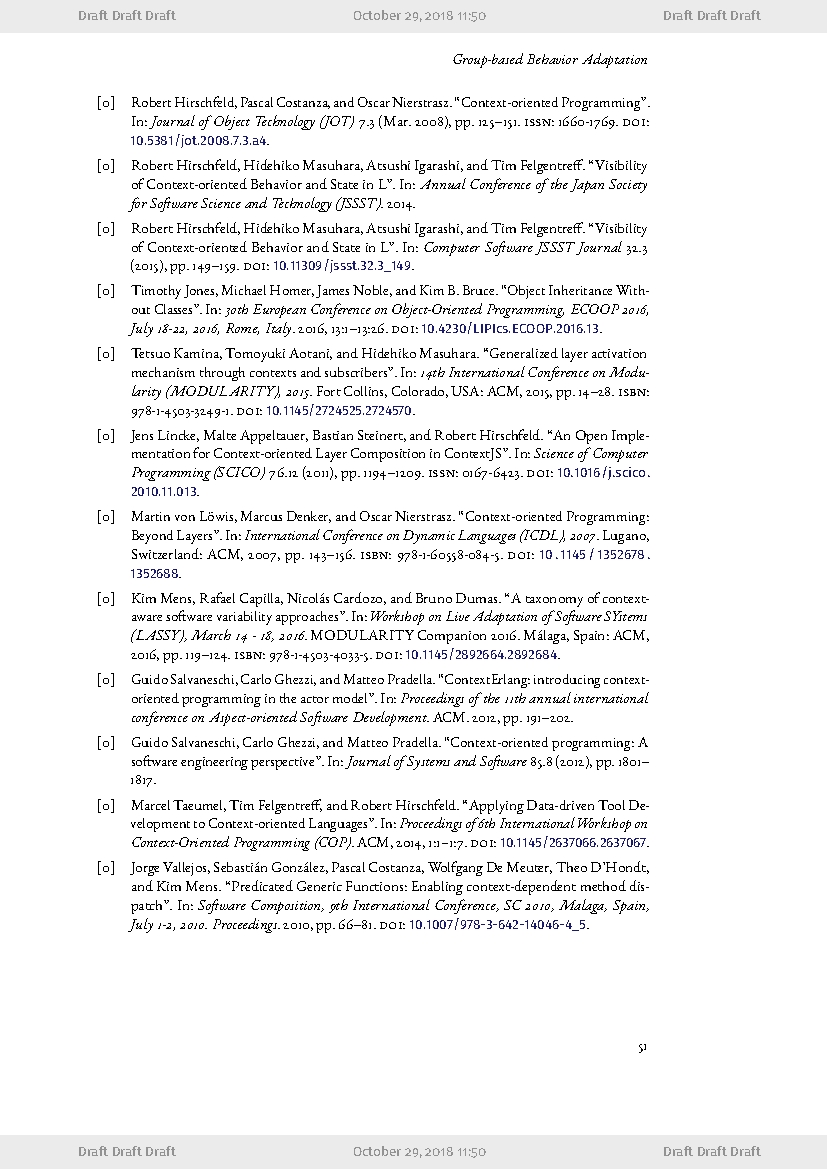 Draft Draft Draft October 29, 2018 11:50 Draft Draft Draft
Group-based Behavior Adaptation
[0] Robert Hirschfeld, Pascal Costanza, and Oscar Nierstrasz. “Context-oriented Programming”.
In: Journal of Object Technology (JOT) 7.3 (Mar. 2008), pp. 125–151. ISSN: 1660-1769. DOI:
10.5381/jot.2008.7.3.a4.
[0] Robert Hirschfeld, Hidehiko Masuhara, Atsushi Igarashi, and Tim Felgentreff. “Visibility
of Context-oriented Behavior and State in L”. In: Annual Conference of the Japan Society
for Software Science and Technology (JSSST). 2014.
[0] Robert Hirschfeld, Hidehiko Masuhara, Atsushi Igarashi, and Tim Felgentreff. “Visibility
of Context-oriented Behavior and State in L”. In: Computer Software JSSST Journal 32.3
(2015), pp. 149–159. DOI: 10.11309/jssst.32.3_149.
[0] Timothy Jones, Michael Homer, James Noble, and Kim B. Bruce. “Object Inheritance With-
out Classes”. In: 30th European Conference on Object-Oriented Programming, ECOOP 2016,
July 18-22, 2016, Rome, Italy. 2016, 13:1–13:26. DOI: 10.4230/LIPIcs.ECOOP.2016.13.
[0] Tetsuo Kamina, Tomoyuki Aotani, and Hidehiko Masuhara. “Generalized layer activation
mechanism through contexts and subscribers”. In: 14th International Conference on Modu-
larity (MODULARITY), 2015. Fort Collins, Colorado, USA: ACM, 2015, pp. 14–28. ISBN:
978-1-4503-3249-1. DOI: 10.1145/2724525.2724570.
[0] Jens Lincke, Malte Appeltauer, Bastian Steinert, and Robert Hirschfeld. “An Open Imple-
mentation for Context-oriented Layer Composition in ContextJS”. In: Science of Computer
Programming (SCICO) 76.12 (2011), pp. 1194–1209. ISSN: 0167-6423. DOI: 10.1016/j.scico.
2010.11.013.
[0] Martin von Löwis, Marcus Denker, and Oscar Nierstrasz. “Context-oriented Programming:
Beyond Layers”. In: International Conference on Dynamic Languages (ICDL), 2007. Lugano,
Switzerland: ACM, 2007, pp. 143–156. ISBN: 978-1-60558-084-5. DOI: 10.1145/1352678.
1352688.
[0] Kim Mens, Rafael Capilla, Nicolás Cardozo, and Bruno Dumas. “A taxonomy of context-
aware software variability approaches”. In: Workshop on Live Adaptation of Software SYstems
(LASSY), March 14 - 18, 2016. MODULARITY Companion 2016. Málaga, Spain: ACM,
2016, pp. 119–124. ISBN: 978-1-4503-4033-5. DOI: 10.1145/2892664.2892684.
[0] Guido Salvaneschi, Carlo Ghezzi, and Matteo Pradella. “ContextErlang: introducing context-
oriented programming in the actor model”. In: Proceedings of the 11th annual international
conference on Aspect-oriented Software Development. ACM. 2012, pp. 191–202.
[0] Guido Salvaneschi, Carlo Ghezzi, and Matteo Pradella. “Context-oriented programming: A
software engineering perspective”. In: Journal of Systems and Software 85.8 (2012), pp. 1801–
1817.
[0] Marcel Taeumel, Tim Felgentreff, and Robert Hirschfeld. “Applying Data-driven Tool De-
velopment to Context-oriented Languages”. In: Proceedings of 6th International Workshop on
Context-Oriented Programming (COP). ACM, 2014, 1:1–1:7. DOI: 10.1145/2637066.2637067.
[0] Jorge Vallejos, Sebastián González, Pascal Costanza, Wolfgang De Meuter, Theo D’Hondt,
and Kim Mens. “Predicated Generic Functions: Enabling context-dependent method dis-
patch”. In: Software Composition, 9th International Conference, SC 2010, Malaga, Spain,
July 1-2, 2010. Proceedings. 2010, pp. 66–81. DOI: 10.1007/978-3-642-14046-4_5.
51
Draft Draft Draft October 29, 2018 11:50 Draft Draft Draft